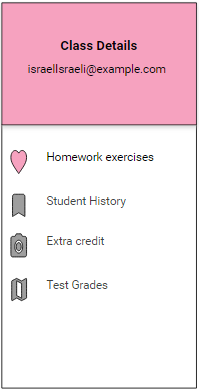 Class Details
israelIsraeli@example.com
Homework exercises
Student History
Extra credit
Test Grades